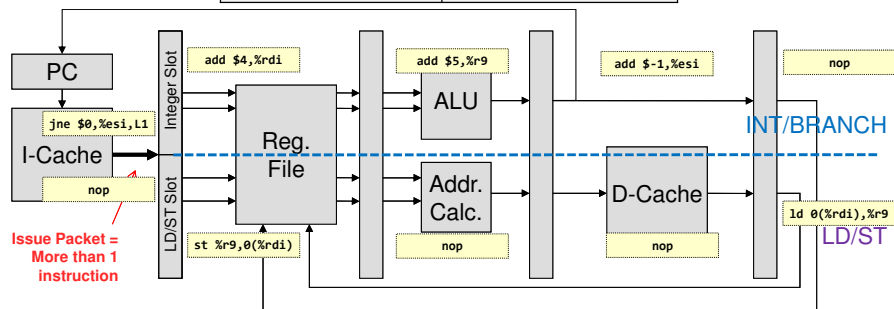 add $4,%rdi
add $5,%r9
add $-1,%esi
nop
PC
Integer Slot
ALU
jne $0,%esi,L1
I-Cache
nop
Reg.
File
INT/BRANCH
LD/ST Slot
Addr.
Calc.
D-Cache
Issue Packet =
More than 1
instruction
st %r9,0(%rdi)
nop
nop
ld 0(%rdi),%r9
LD/ST